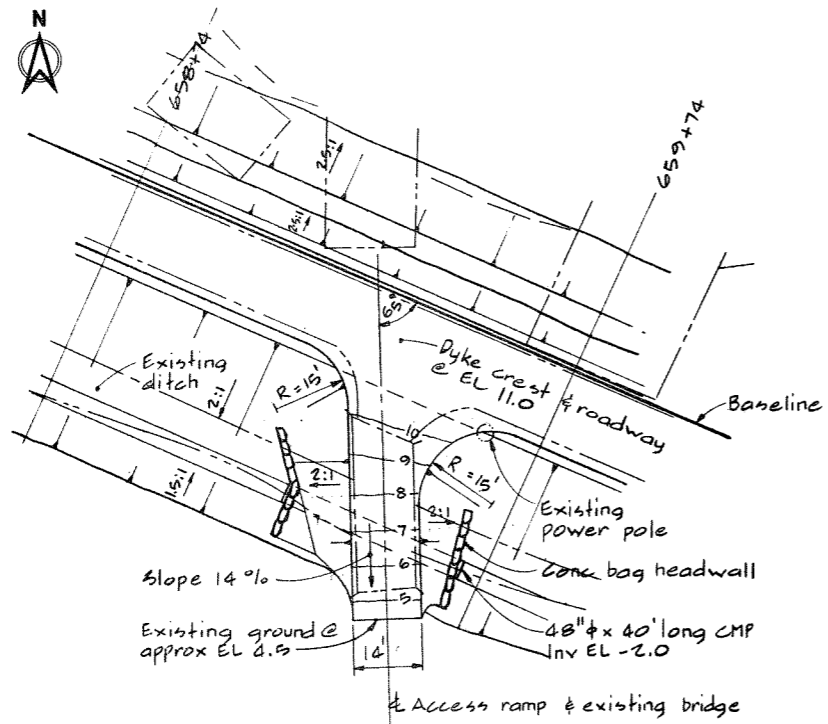 N
658+74
659+74
2.5:1
2.5:1
65°
Existing
ditch
Dyke crest & roadway
@ EL 11.0
Baseline
R=15'
2:1
10
9
R=15'
8
2:1
1.5:1
2:1
7
Existing
power pole
6
Slope 14%
Conc bag headwall
5
Existing ground @
approx EL 4.5
48"ϕ x 40' long CMP
Inv EL -2.0
14'
℄ Access ramp & existing bridge